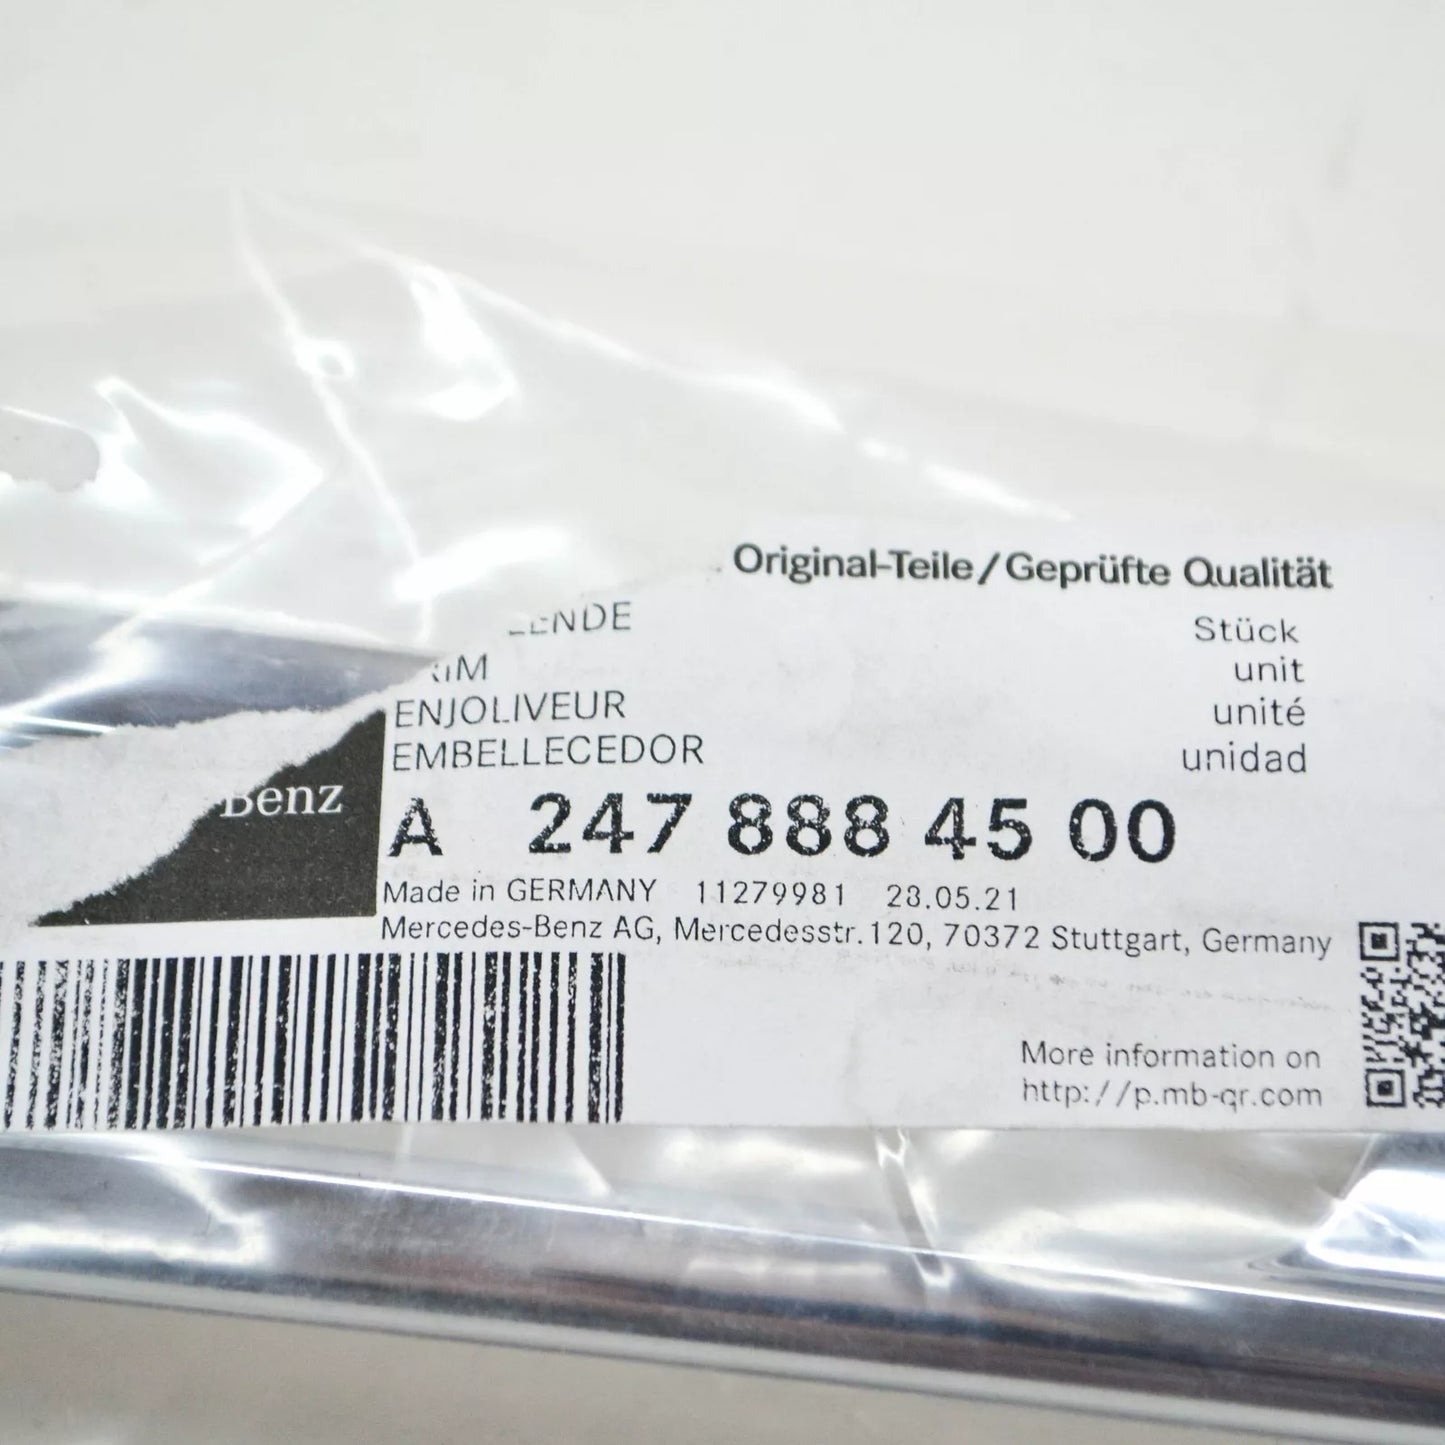 Original-Teile/Geprüfte Qualität
Stück
unit
ENJOLIVEUR unité
EMBELLECEDOR unidad
Benz
A 247 888 45 00
Made in GERMANY 11279981 28.05.21
Mercedes-Benz AG, Mercedesstr.120, 70372 Stuttgart, Germany
More information on
http://p.mb-qr.com